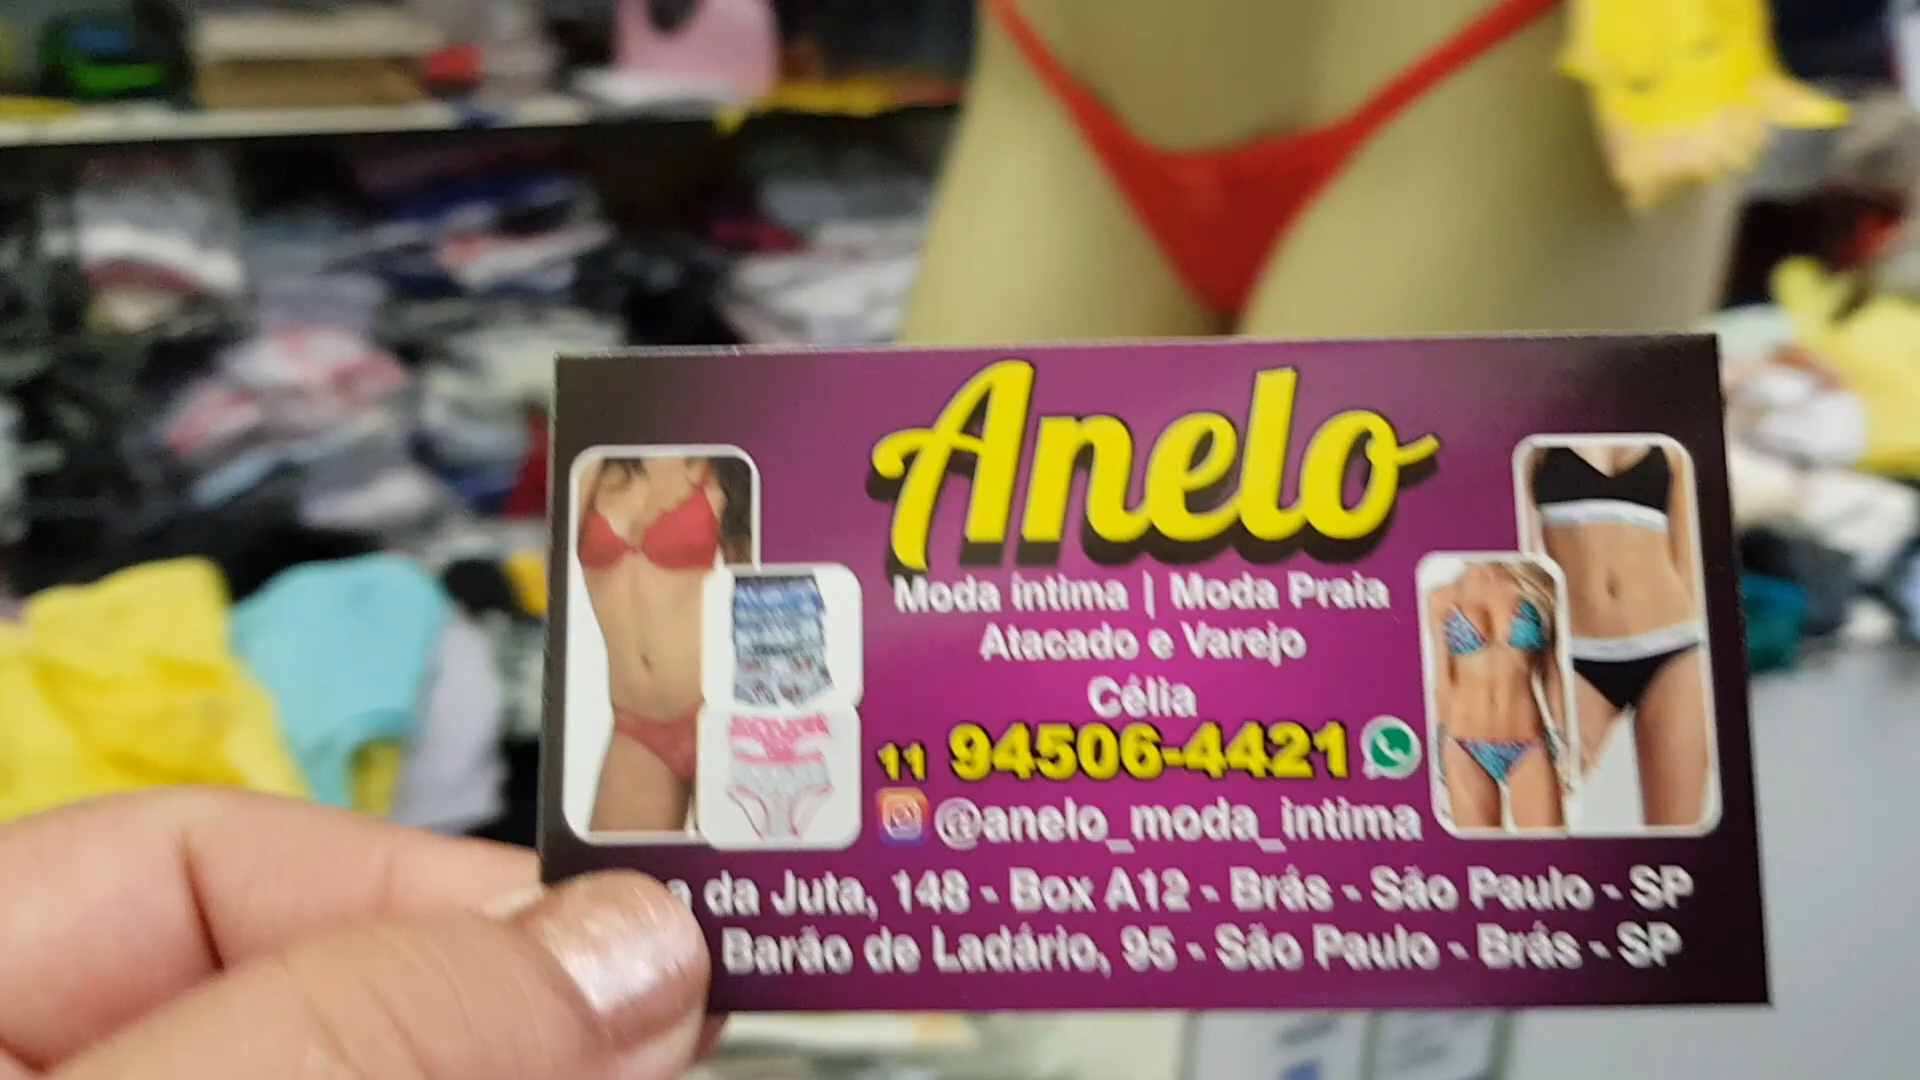 Anelo
Moda íntima | Moda Praia
Atacado e Varejo
Célia
11 94506-4421
@anelo_moda_intima
da Juta, 148 - Box A12 - Brás - São Paulo - SP
Barão de Ladário, 95 - São Paulo - Brás - SP